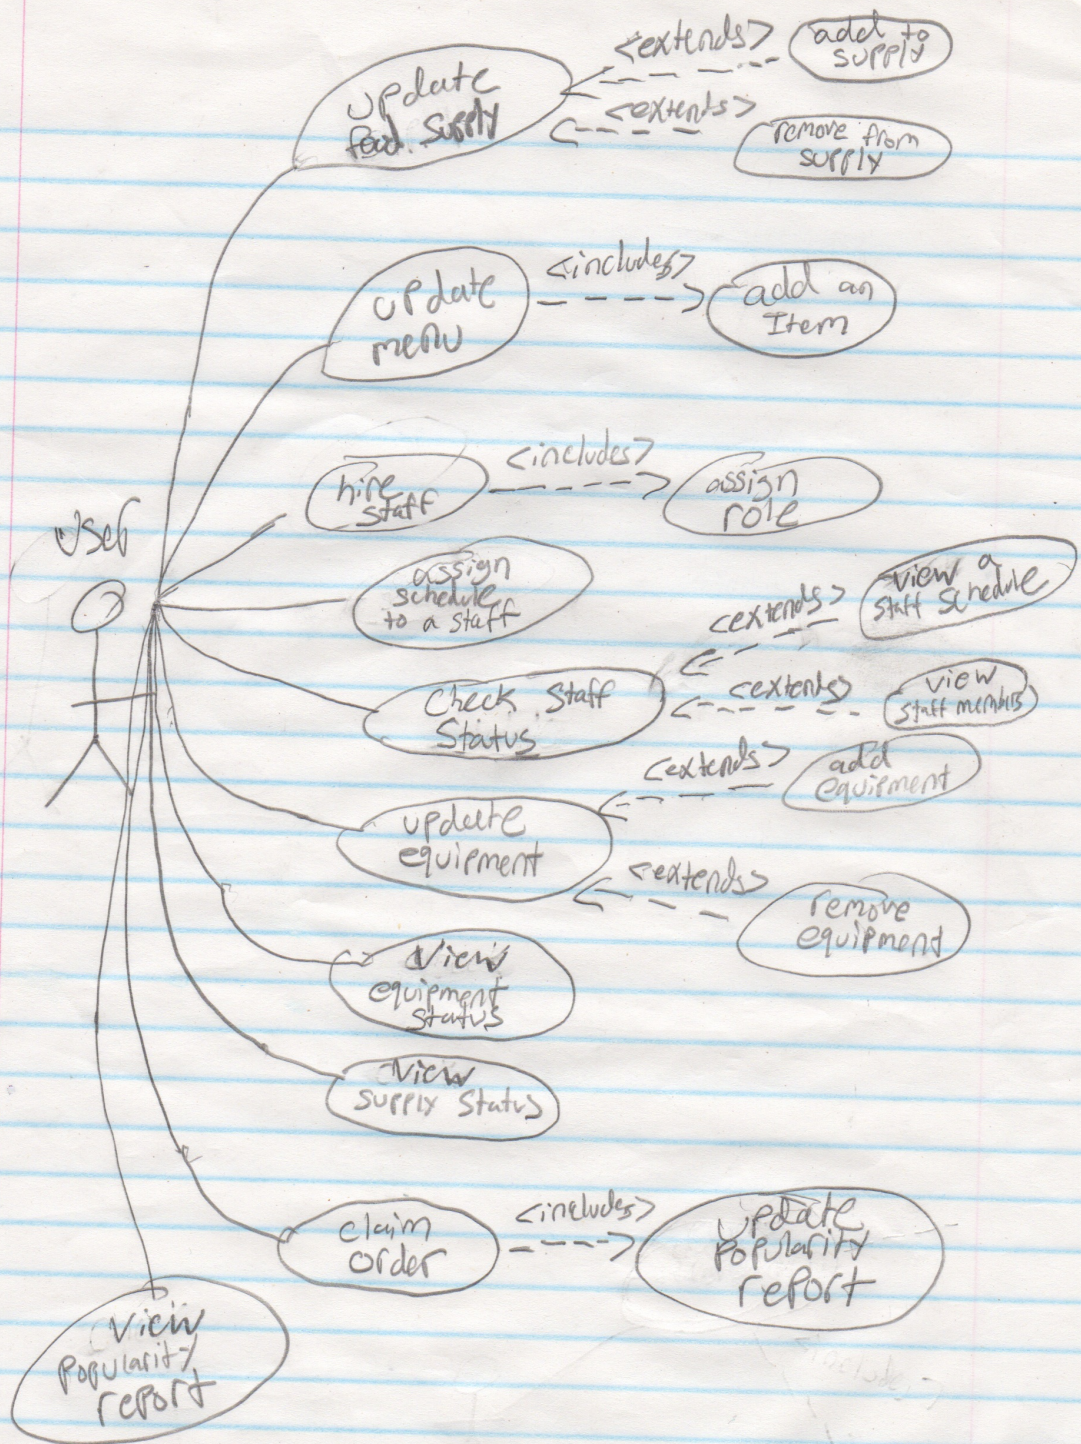 <extends>
add to
supply
update
food supply
<extends>
remove from
supply
update
menu
<includes>
add an
Item
hire
staff
<includes>
assign
role
user
assign
schedule
to a staff
<extends>
view a
staff schedule
check staff
status
<extends>
view
staff members
<extends>
add
equipment
update
equipment
<extends>
remove
equipment
view
equipment
status
view
supply status
claim
order
<includes>
update
popularity
report
view
popularity
report